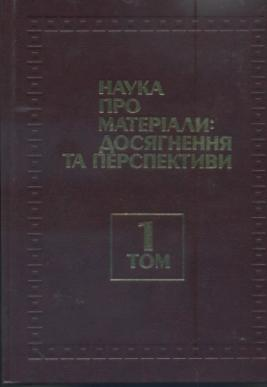 НАУКА
ПРО
МАТЕРІАЛИ:
ДОСЯГНЕННЯ
ТА ПЕРСПЕКТИВИ
1
ТОМ